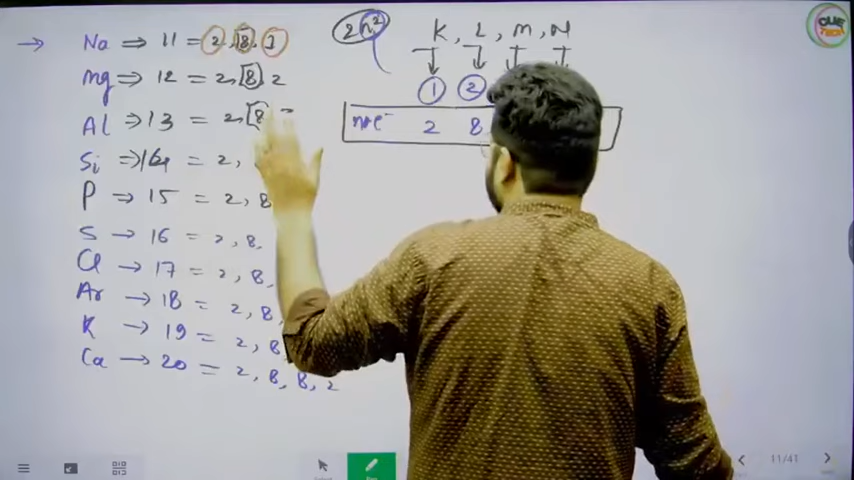 → Na ⇒ 11 = 2,8,1
Mg ⇒ 12 = 2,8,2
Al ⇒ 13 = 2,8
Si ⇒ 14 = 2,
P → 15 = 2,8
S → 16 = 2,8,
Cl → 17 = 2,8,
Ar → 18 = 2,8,
K → 19 = 2,8
Ca → 20 = 2,8,8,2
2n²
K, L, M, N
1 2
no e⁻ 2 8
11/41